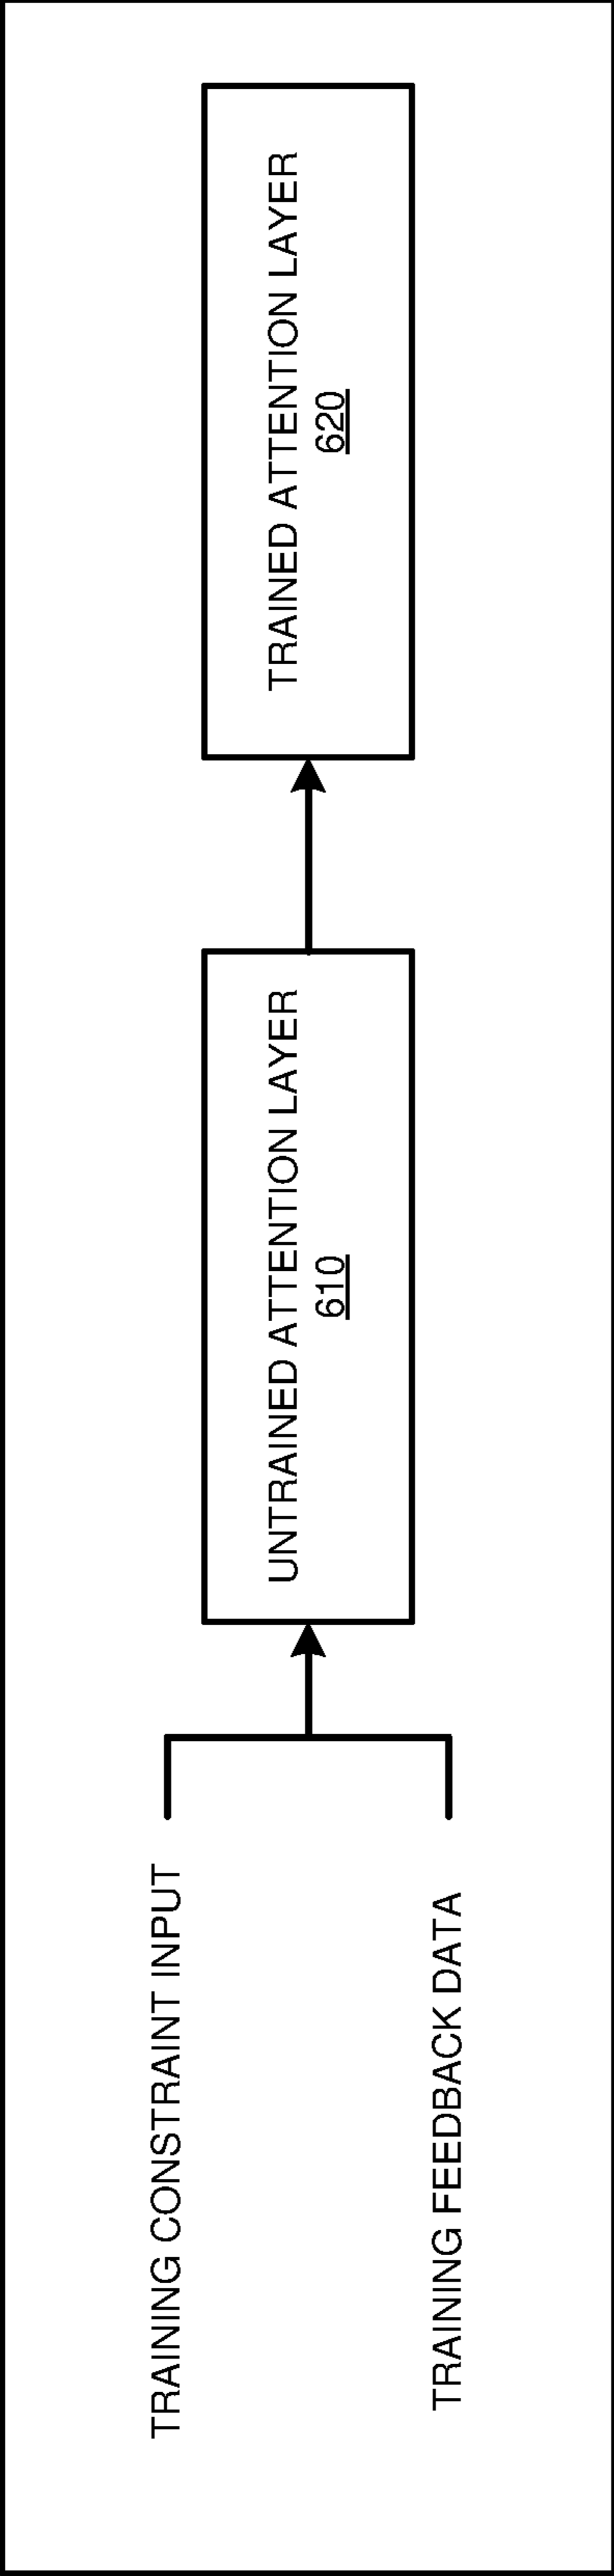 TRAINING CONSTRAINT INPUT
TRAINING FEEDBACK DATA
UNTRAINED ATTENTION LAYER
610
TRAINED ATTENTION LAYER
620